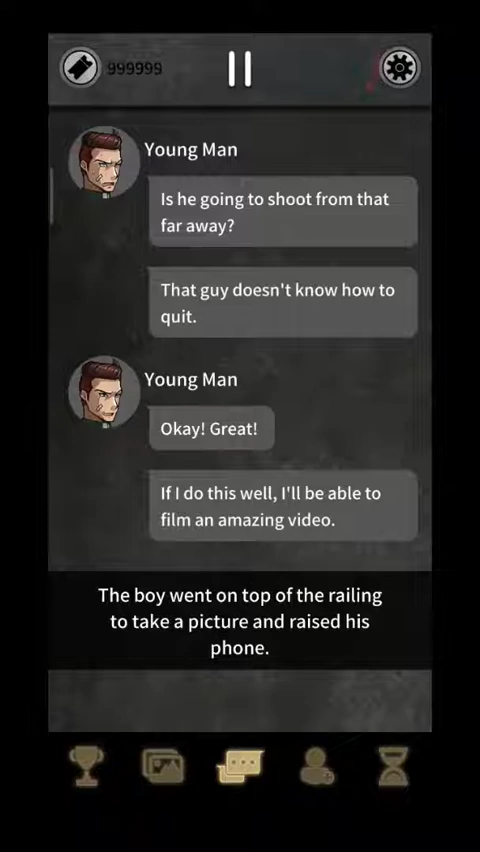 999999
Young Man
Is he going to shoot from that
far away?
That guy doesn't know how to
quit.
Young Man
Okay! Great!
If I do this well, I'll be able to
film an amazing video.
The boy went on top of the railing
to take a picture and raised his
phone.